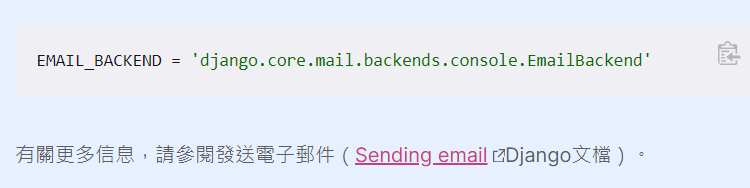 EMAIL_BACKEND = 'django.core.mail.backends.console.EmailBackend'
有關更多信息，請參閱發送電子郵件（Sending email Django文檔）。